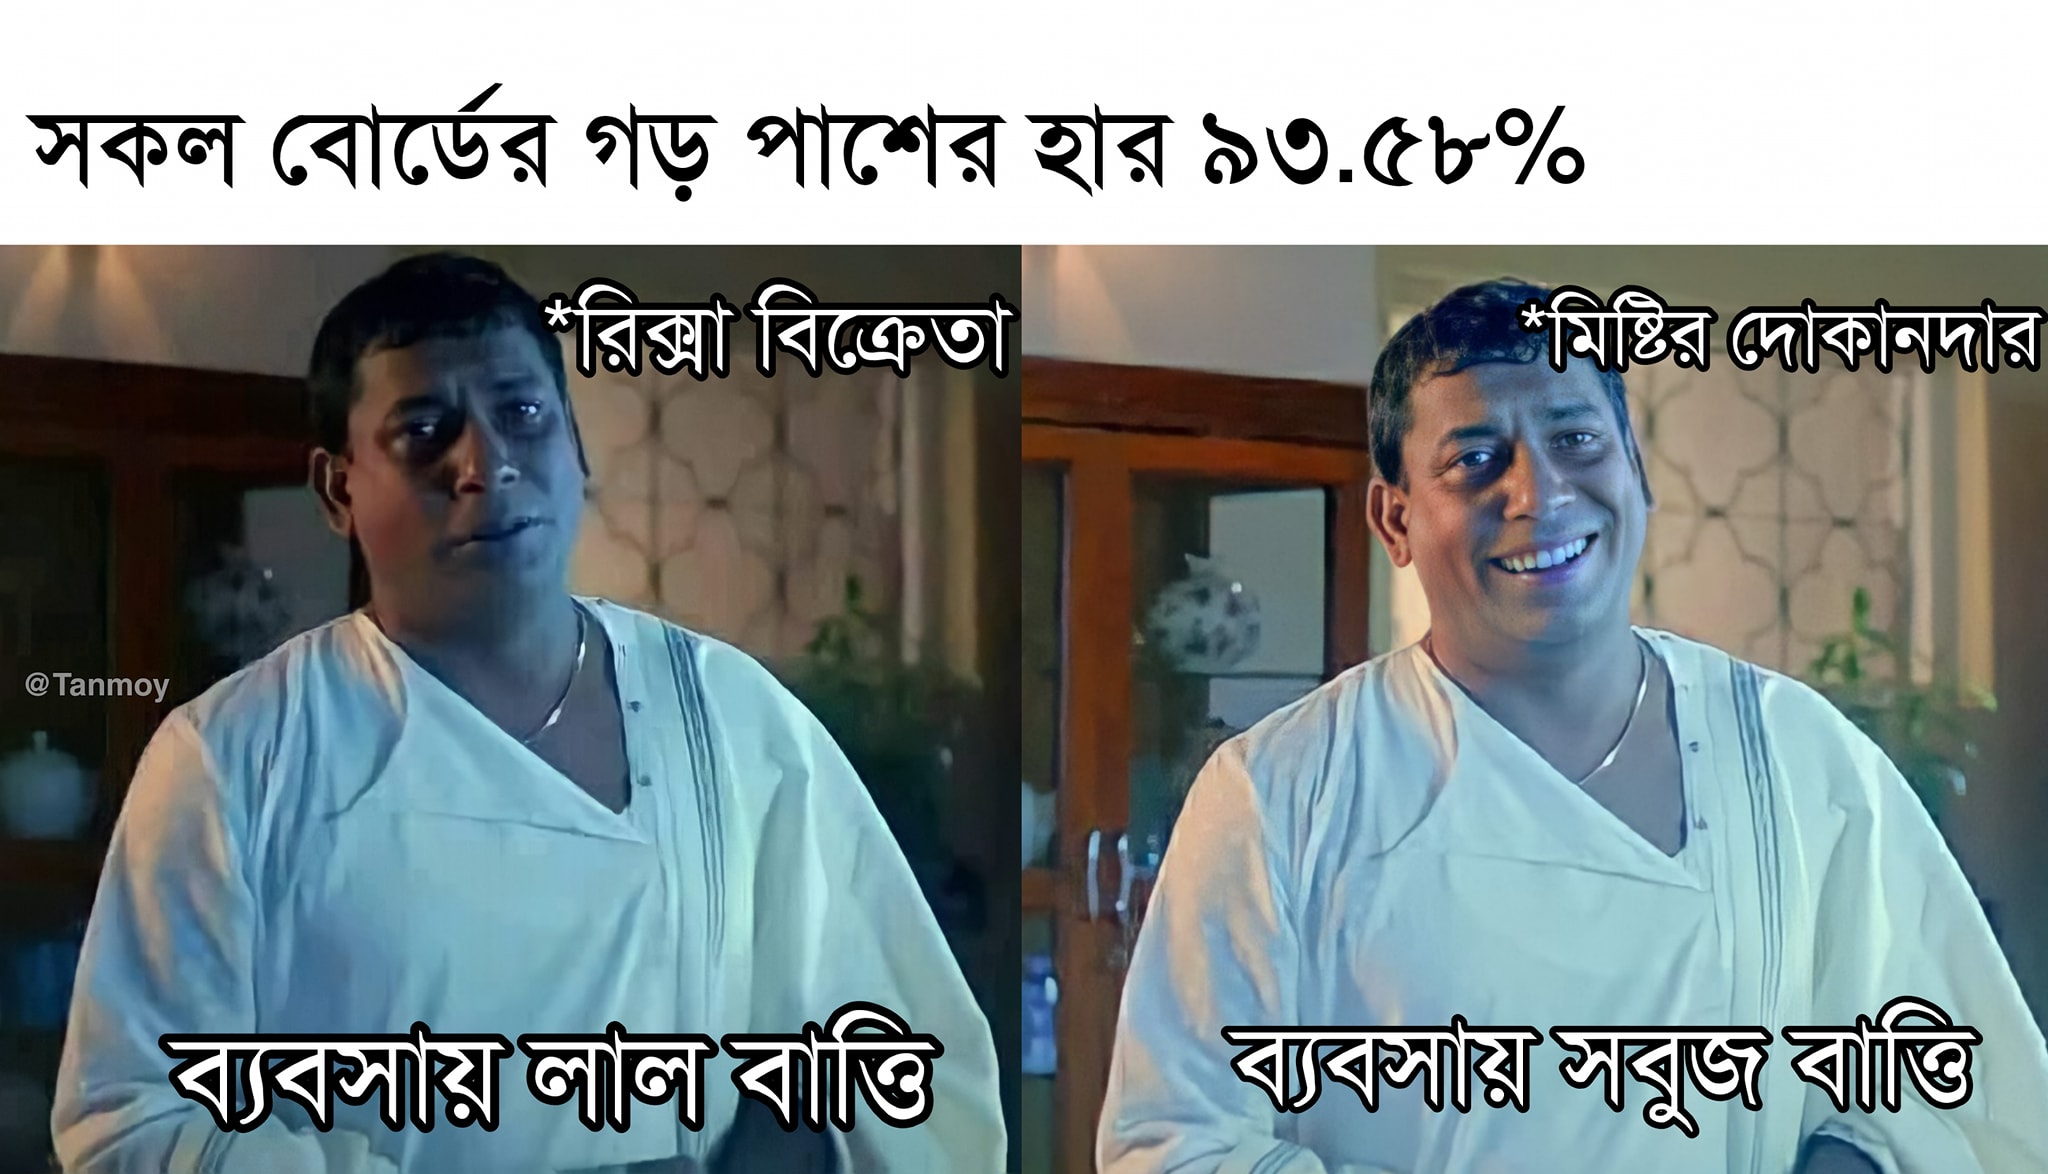 সকল বোর্ডের গড় পাশের হার ৯৩.৫৮%
*রিক্সা বিক্রেতা
*মিষ্টির দোকানদার
@Tanmoy
ব্যবসায় লাল বাত্তি
ব্যবসায় সবুজ বাত্তি